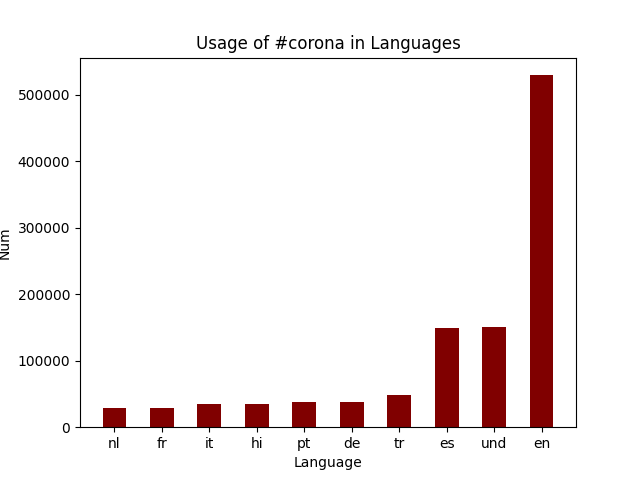 Usage of #corona in Languages
500000
400000
300000
200000
100000
0
Num
nl fr it hi pt de tr es und en
Language